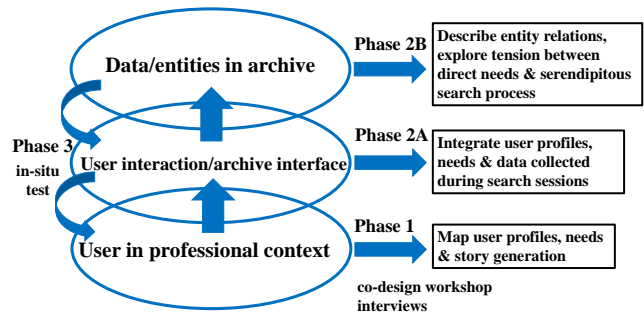 Phase 2B
Describe entity relations,
explore tension between
direct needs & serendipitous
search process
Data/entities in archive
Phase 3
in-situ
test
Phase 2A
User interaction/archive interface
Integrate user profiles,
needs & data collected
during search sessions
Phase 1
User in professional context
Map user profiles, needs
& story generation
co-design workshop
interviews